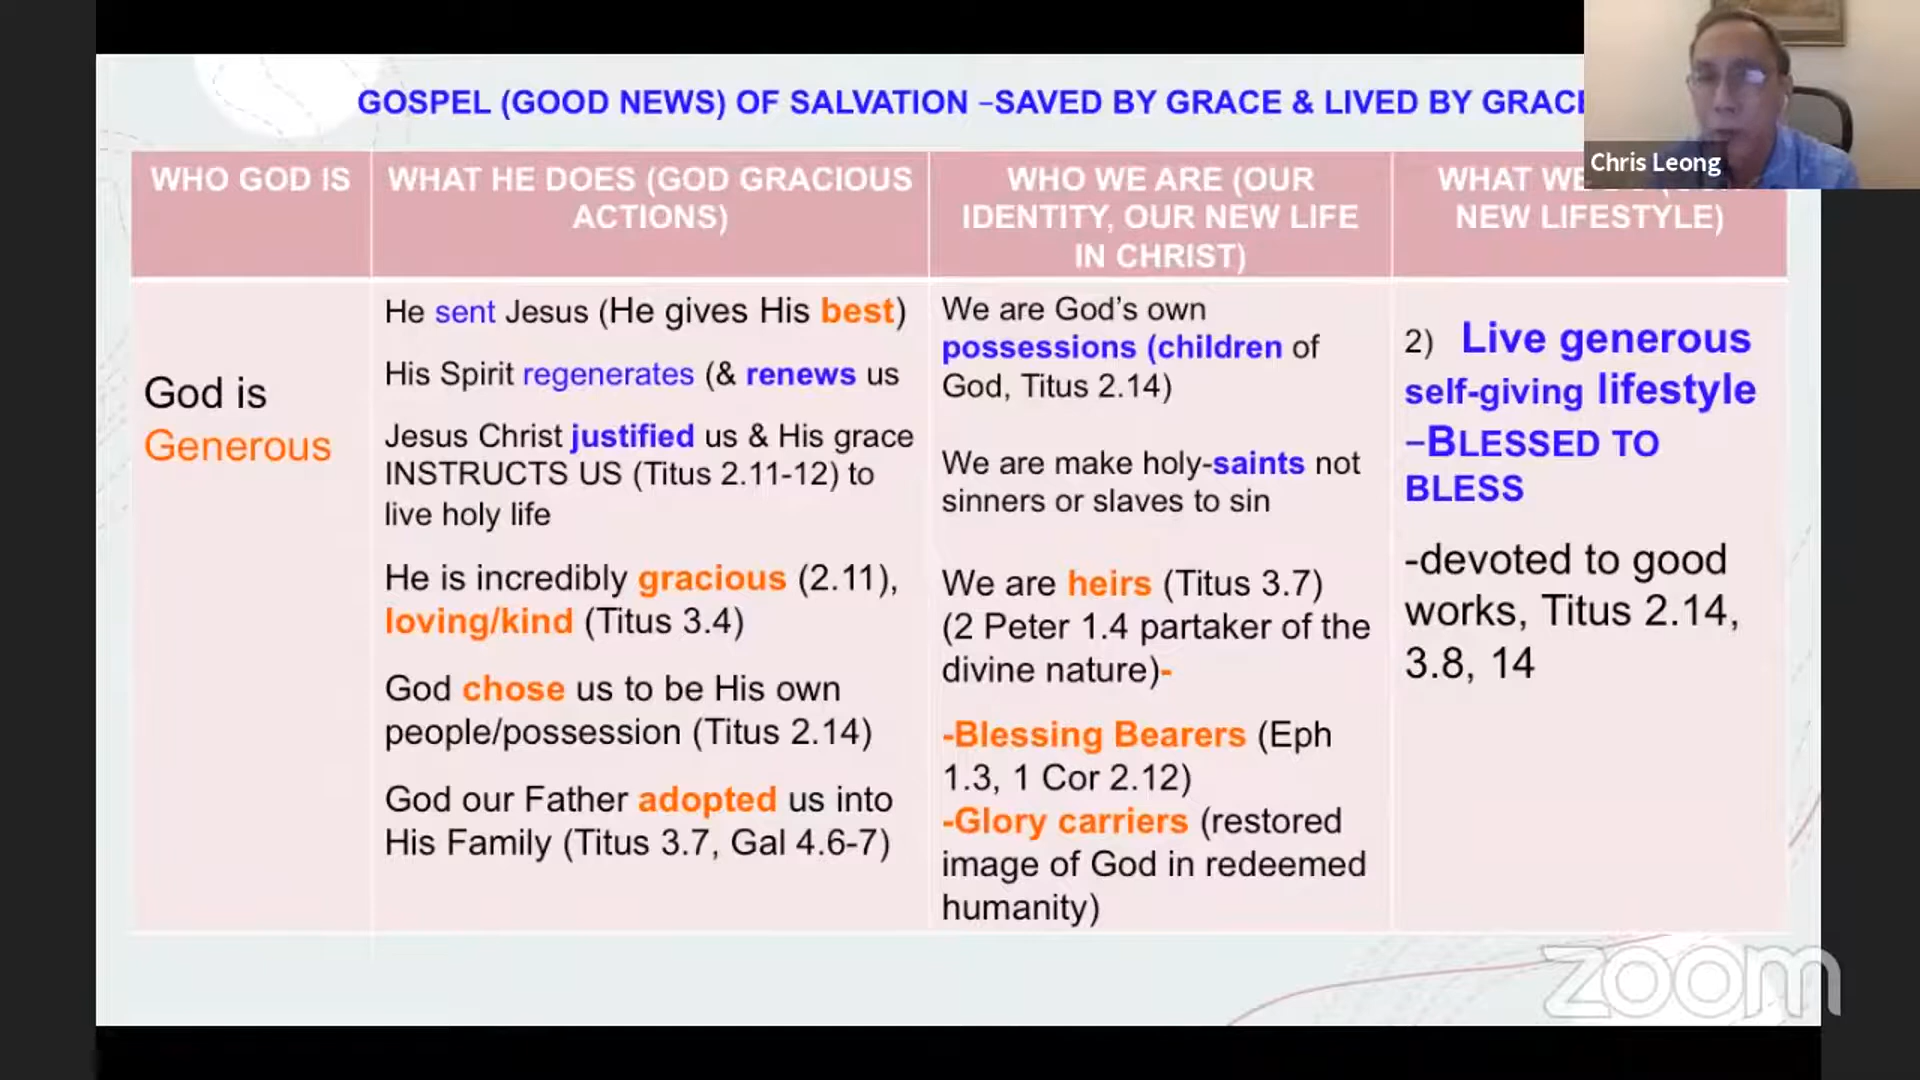 GOSPEL (GOOD NEWS) OF SALVATION –SAVED BY GRACE & LIVED BY GRACE
Chris Leong
WHO GOD IS
WHAT HE DOES (GOD GRACIOUS
ACTIONS)
WHO WE ARE (OUR
IDENTITY, OUR NEW LIFE
IN CHRIST)
WHAT WE
NEW LIFESTYLE)
God is
Generous
He sent Jesus (He gives His best)
His Spirit regenerates (& renews us
Jesus Christ justified us & His grace
INSTRUCTS US (Titus 2.11-12) to
live holy life
He is incredibly gracious (2.11),
loving/kind (Titus 3.4)
God chose us to be His own
people/possession (Titus 2.14)
God our Father adopted us into
His Family (Titus 3.7, Gal 4.6-7)
We are God’s own
possessions (children of
God, Titus 2.14)
We are make holy-saints not
sinners or slaves to sin
We are heirs (Titus 3.7)
(2 Peter 1.4 partaker of the
divine nature)-
-Blessing Bearers (Eph
1.3, 1 Cor 2.12)
-Glory carriers (restored
image of God in redeemed
humanity)
2) Live generous
self-giving lifestyle
–BLESSED TO
BLESS
-devoted to good
works, Titus 2.14,
3.8, 14
zoom